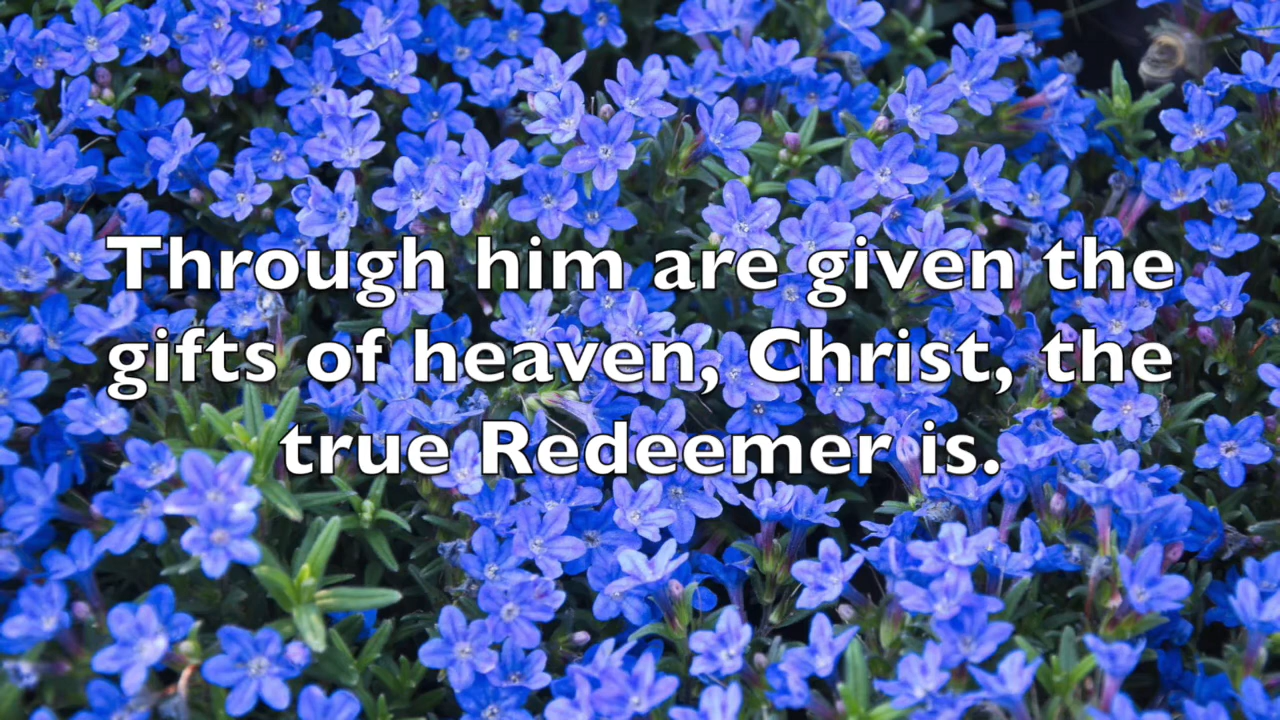 Through him are given the
gifts of heaven, Christ, the
true Redeemer is.